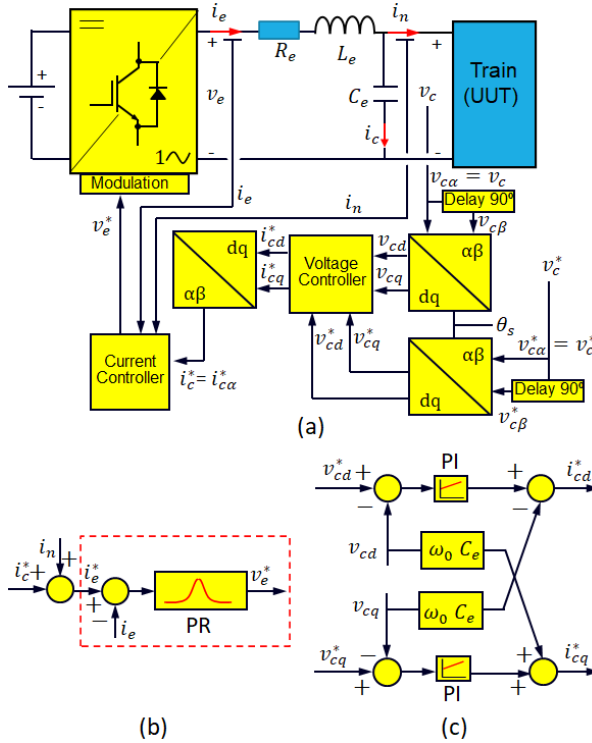 i_e
R_e
L_e
i_n
+
+
+
-
v_e
C_e
v_c
Train
(UUT)
i_c
1
-
-
Modulation
v_cα = v_c
Delay 90º
v_e^*
i_e
i_n
v_cβ
dq
αβ
i_cd^*
i_cq^*
Voltage
Controller
v_cd
v_cq
αβ
dq
v_c^*
θ_s
v_cd^*
v_cq^*
αβ
dq
v_cα^* = v_c^*
Delay 90º
v_cβ^*
Current
Controller
i_c^* = i_cα^*
(a)
i_n
+
i_c^* +
i_e^*
+
−
i_e
PR
v_e^*
(b)
v_cd^*
+
−
PI
+
−
i_cd^*
v_cd
ω_0 C_e
v_cq
ω_0 C_e
v_cq^*
−
+
PI
+
+
i_cq^*
(c)